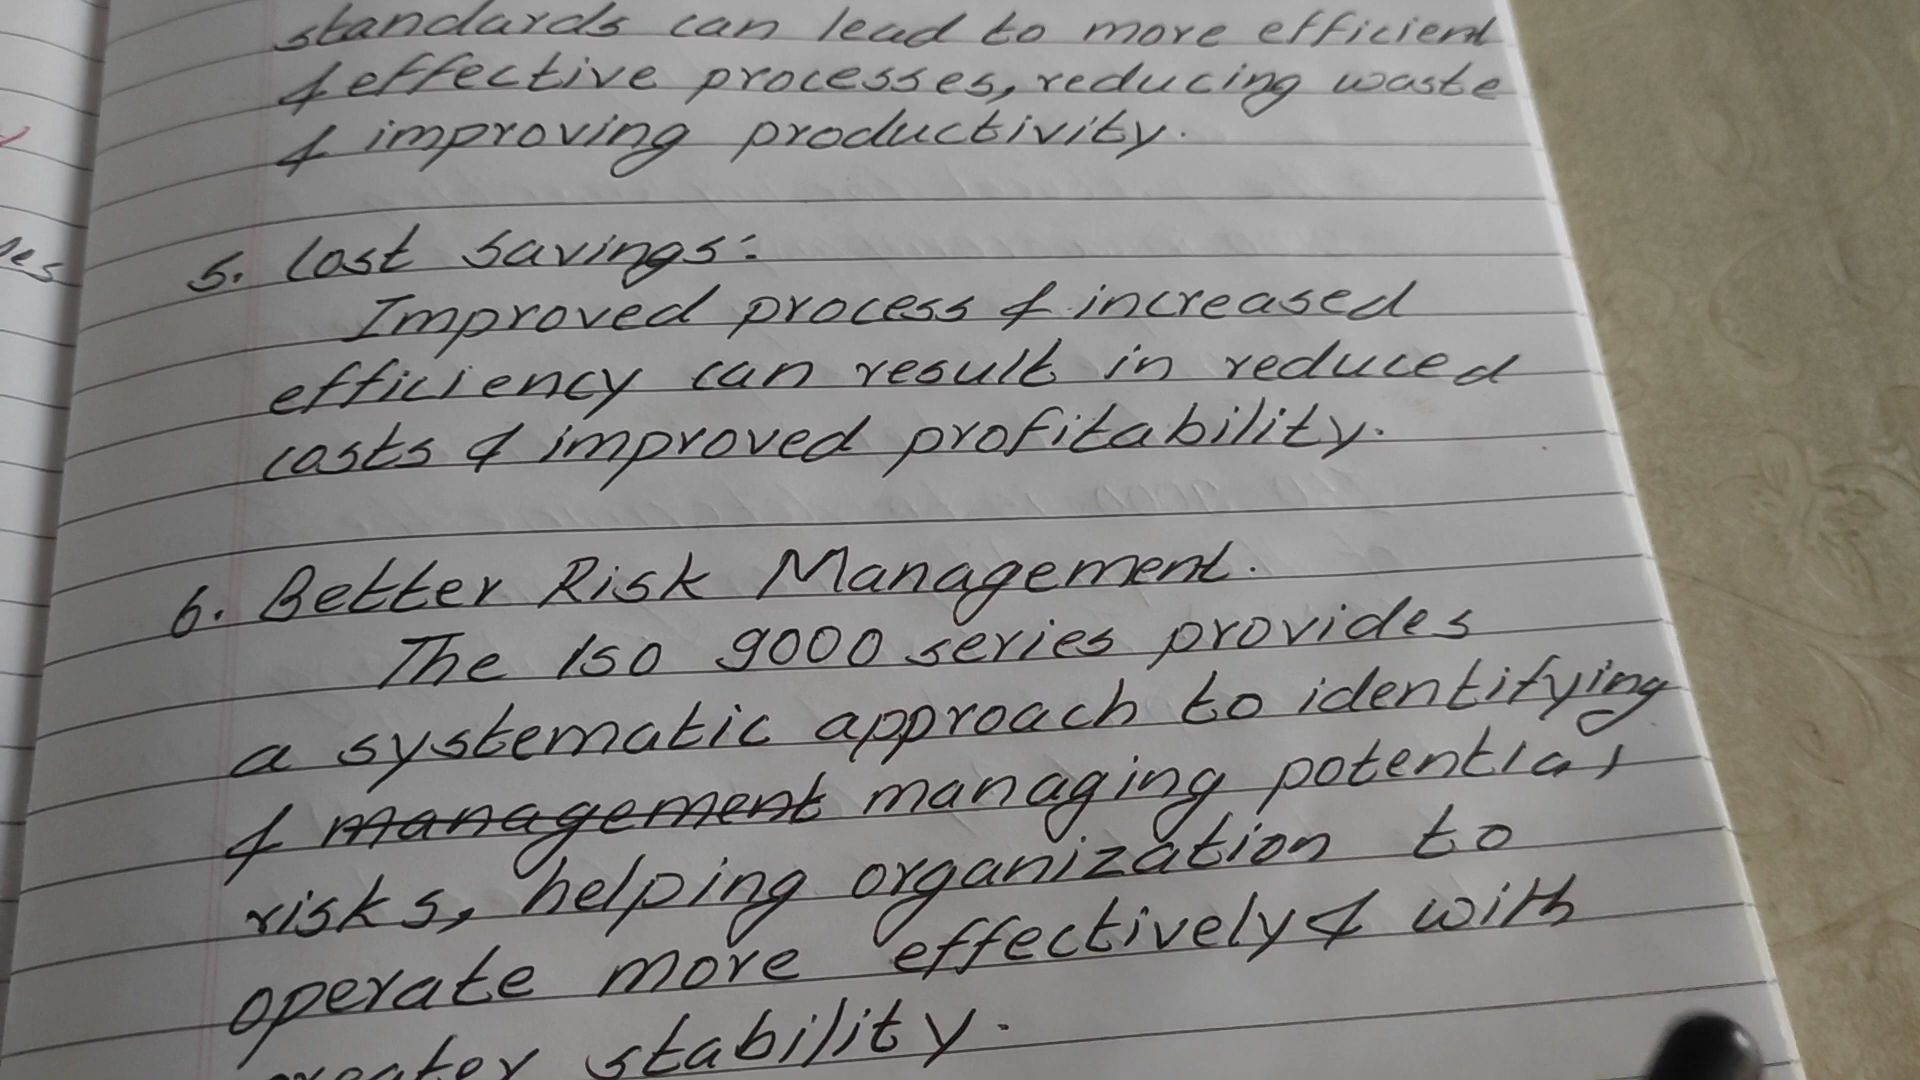 standards can lead to more efficient
& effective processes, reducing waste
& improving productivity.
5. Cost Savings:
Improved process & increased
efficiency can result in reduced
costs & improved profitability.
6. Better Risk Management.
The ISO 9000 series provides
a systematic approach to identifying
& management managing potential
risks, helping organization to
operate more effectively & with
greater stability.